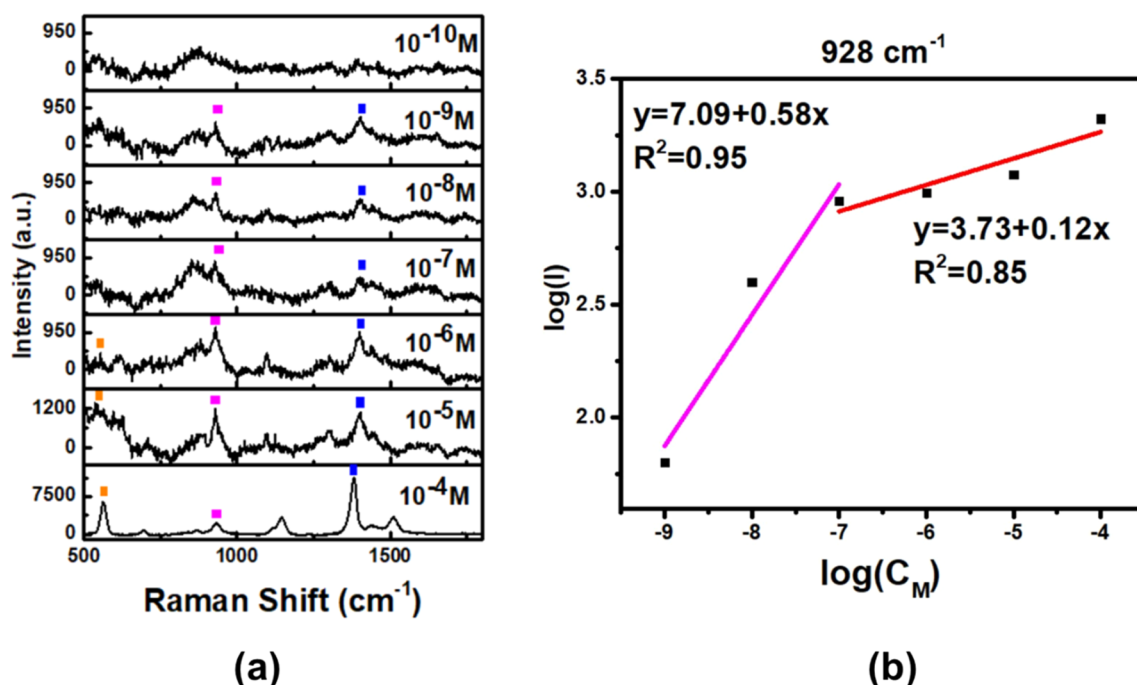 950
0
10⁻¹⁰M
950
0
10⁻⁹M
950
0
10⁻⁸M
950
0
10⁻⁷M
950
0
10⁻⁶M
1200
0
10⁻⁵M
7500
0
10⁻⁴M
500 1000 1500
Intensity (a.u.)
Raman Shift (cm⁻¹)
(a)
928 cm⁻¹
3.5
3.0
2.5
2.0
log(I)
y=7.09+0.58x
R²=0.95
y=3.73+0.12x
R²=0.85
-9 -8 -7 -6 -5 -4
log(C_M)
(b)